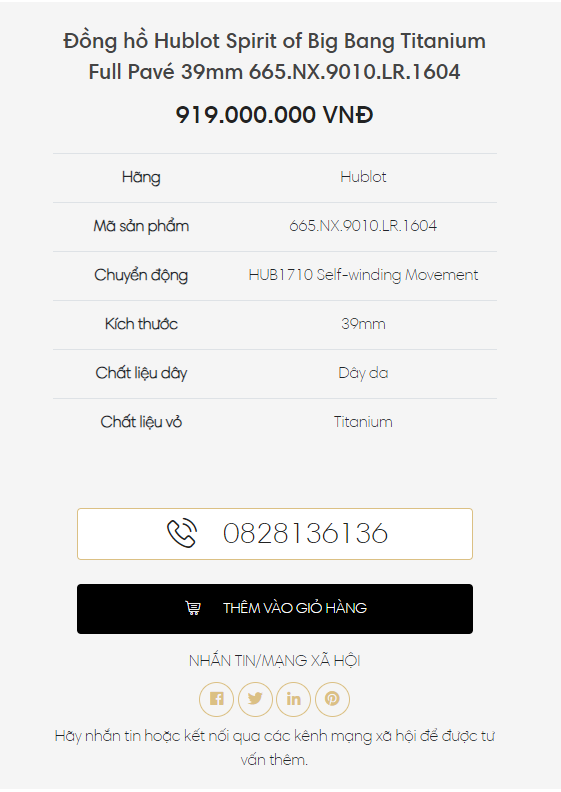 Đồng hồ Hublot Spirit of Big Bang Titanium
Full Pavé 39mm 665.NX.9010.LR.1604
919.000.000 VNĐ
Hãng Hublot
Mã sản phẩm 665.NX.9010.LR.1604
Chuyển động HUB1710 Self-winding Movement
Kích thước 39mm
Chất liệu dây Dây da
Chất liệu vỏ Titanium
0828136136
THÊM VÀO GIỎ HÀNG
NHẮN TIN/MẠNG XÃ HỘI
Hãy nhắn tin hoặc kết nối qua các kênh mạng xã hội để được tư
vấn thêm.